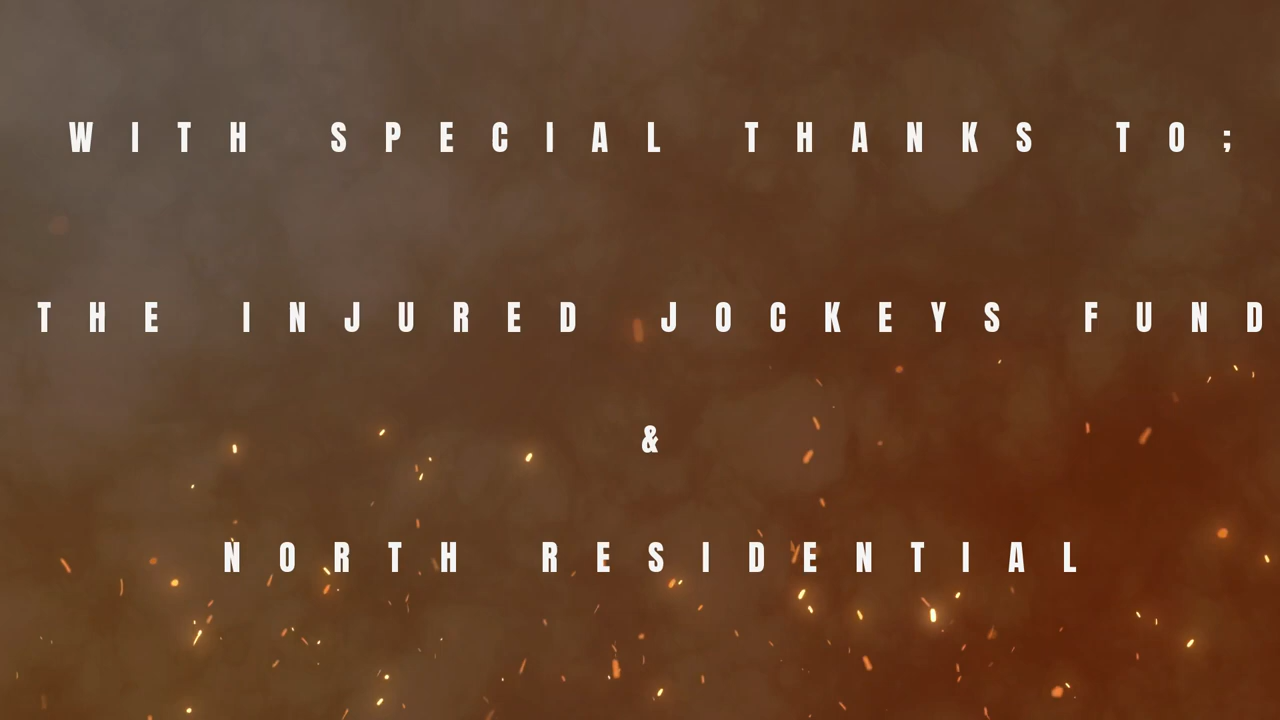 WITH SPECIAL THANKS TO;
THE INJURED JOCKEYS FUND
&
NORTH RESIDENTIAL